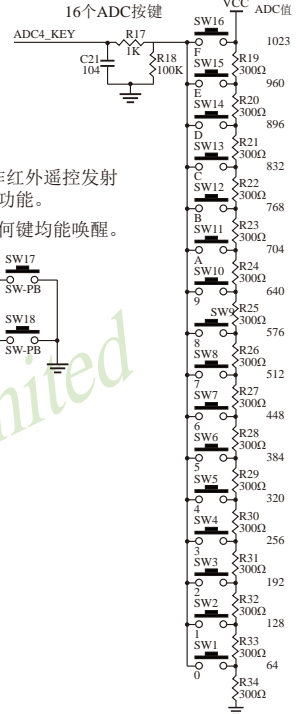 16个ADC按键
VCC
ADC值
ADC4_KEY
R17
1K
C21
104
R18
100K
SW16
1023
F
R19
300Ω
SW15
960
E
R20
300Ω
SW14
896
D
R21
300Ω
SW13
832
C
R22
300Ω
SW12
768
B
R23
300Ω
SW11
704
A
R24
300Ω
SW10
640
9
R25
300Ω
SW9
576
8
R26
300Ω
SW8
512
7
R27
300Ω
SW7
448
6
R28
300Ω
SW6
384
5
R29
300Ω
SW5
320
4
R30
300Ω
SW4
256
3
R31
300Ω
SW3
192
2
R32
300Ω
SW2
128
1
R33
300Ω
SW1
64
0
R34
300Ω
红外遥控发射
功能。
何键均能唤醒。
SW17
SW-PB
SW18
SW-PB